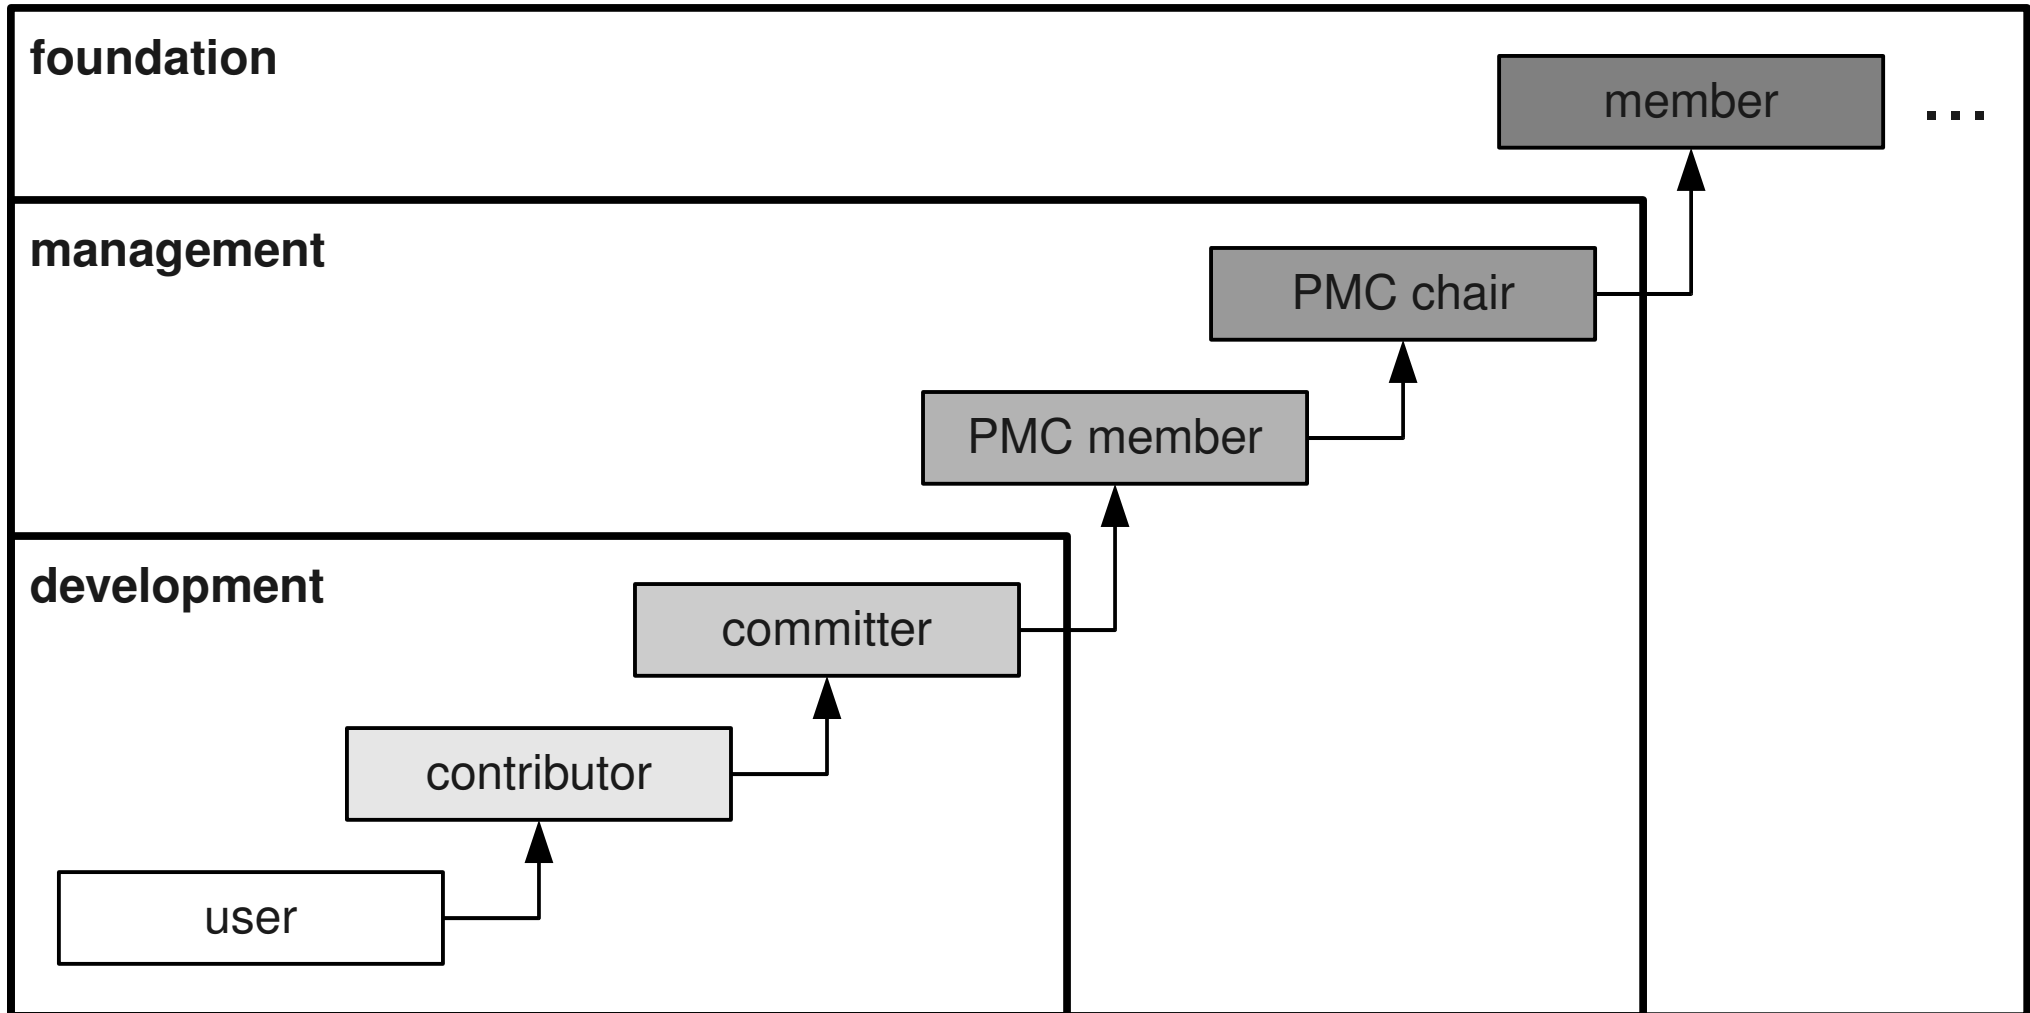 foundation
member
...
management
PMC chair
PMC member
development
committer
contributor
user